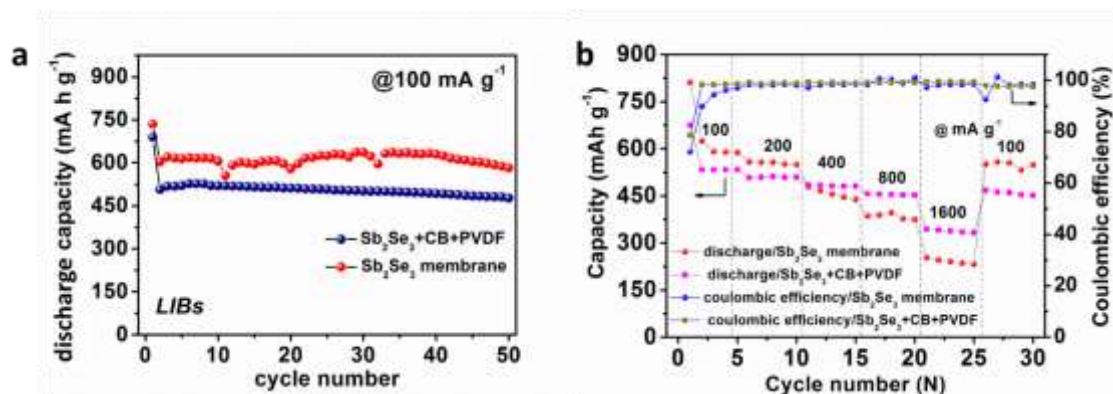 a
discharge capacity (mA h g⁻¹)
900
750
600
450
300
150
0
@100 mA g⁻¹
Sb₂Se₃+CB+PVDF
Sb₂Se₃ membrane
LIBs
0 10 20 30 40 50
cycle number
b
Capacity (mAh g⁻¹)
900
750
600
450
300
150
0
100
200
400
800
1600
@ mA g⁻¹
100
discharge/Sb₂Se₃ membrane
discharge/Sb₂Se₃+CB+PVDF
coulombic efficiency/Sb₂Se₃ membrane
coulombic efficiency/Sb₂Se₃+CB+PVDF
0 5 10 15 20 25 30
Cycle number (N)
100
80
60
40
20
0
Coulombic efficiency (%)